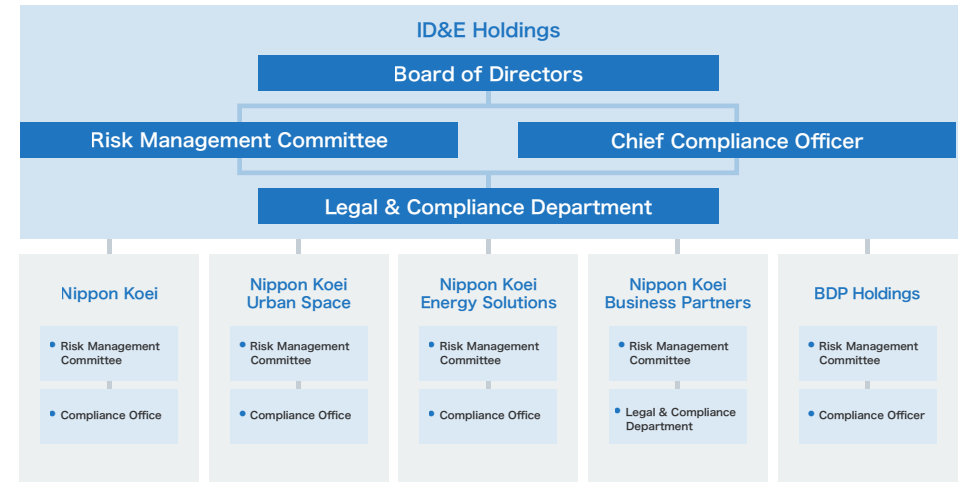 ID&E Holdings
Board of Directors
Risk Management Committee
Chief Compliance Officer
Legal & Compliance Department
Nippon Koei
• Risk Management
Committee
• Compliance Office
Nippon Koei
Urban Space
• Risk Management
Committee
• Compliance Office
Nippon Koei
Energy Solutions
• Risk Management
Committee
• Compliance Office
Nippon Koei
Business Partners
• Risk Management
Committee
• Legal & Compliance
Department
BDP Holdings
• Risk Management
Committee
• Compliance Officer